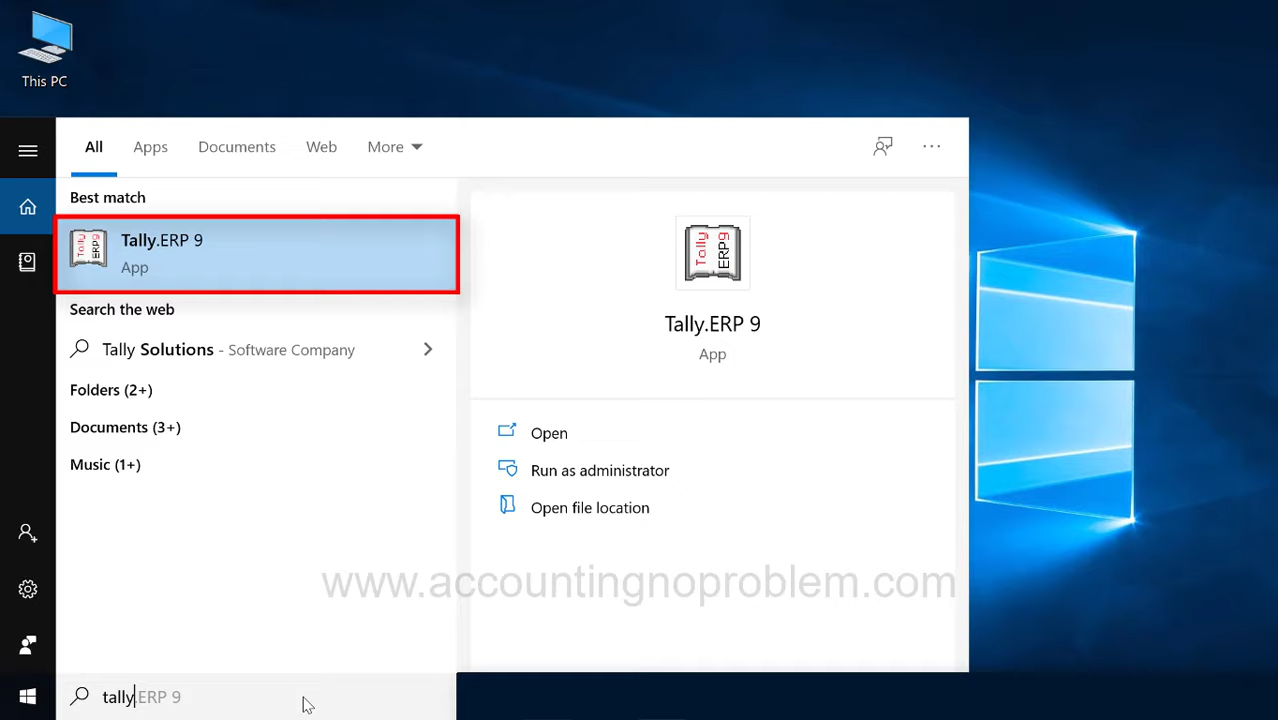 This PC
All Apps Documents Web More
Best match
Tally.ERP 9
App
Search the web
Tally Solutions - Software Company
Folders (2+)
Documents (3+)
Music (1+)
Tally ERP9
Tally.ERP 9
App
Open
Run as administrator
Open file location
www.accountingnoproblem.com
tally.ERP 9